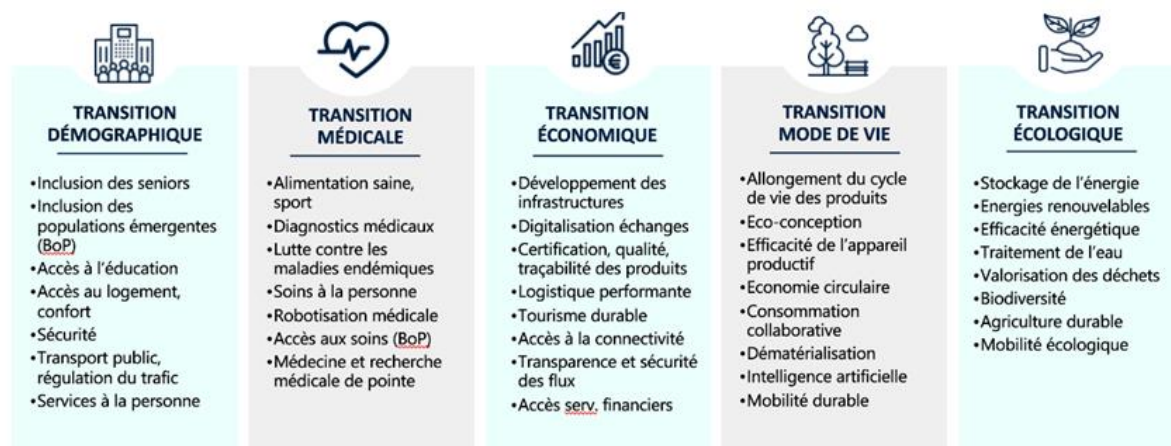 TRANSITION
DÉMOGRAPHIQUE
•Inclusion des seniors
•Inclusion des
populations émergentes
(BoP)
•Accès à l'éducation
•Accès au logement,
confort
•Sécurité
•Transport public,
régulation du trafic
•Services à la personne
TRANSITION
MÉDICALE
•Alimentation saine,
sport
•Diagnostics médicaux
•Lutte contre les
maladies endémiques
•Soins à la personne
•Robotisation médicale
•Accès aux soins (BoP)
•Médecine et recherche
médicale de pointe
TRANSITION
ÉCONOMIQUE
•Développement des
infrastructures
•Digitalisation échanges
•Certification, qualité,
traçabilité des produits
•Logistique performante
•Tourisme durable
•Accès à la connectivité
•Transparence et sécurité
des flux
•Accès serv. financiers
TRANSITION
MODE DE VIE
•Allongement du cycle
de vie des produits
•Eco-conception
•Efficacité de l'appareil
productif
•Economie circulaire
•Consommation
collaborative
•Dématérialisation
•Intelligence artificielle
•Mobilité durable
TRANSITION
ÉCOLOGIQUE
•Stockage de l'énergie
•Energies renouvelables
•Efficacité énergétique
•Traitement de l'eau
•Valorisation des déchets
•Biodiversité
•Agriculture durable
•Mobilité écologique